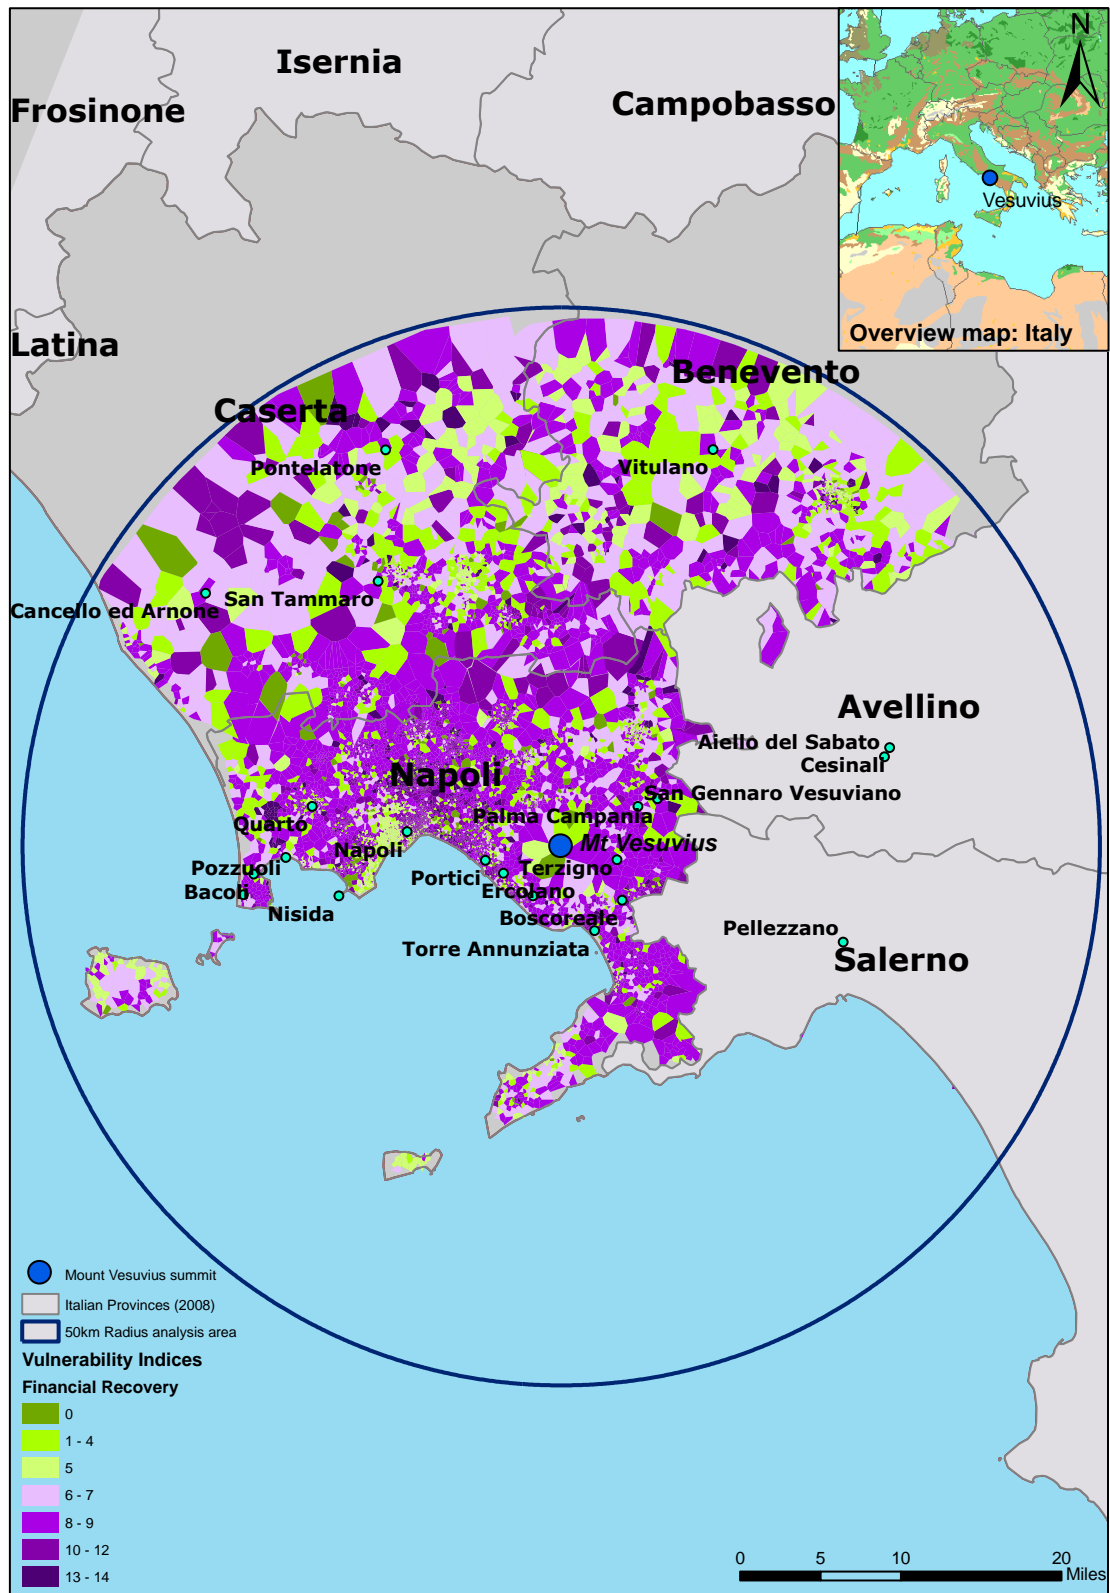 Isernia
Frosinone
Campobasso
N
Vesuvius
Overview map: Italy
Latina
Benevento
Caserta
Pontelatone
Vitulano
Cancello ed Arnone
San Tammaro
Avellino
Aiello del Sabato
Cesinali
Napoli
San Gennaro Vesuviano
Palma Campania
Quarto
Napoli
Mt Vesuvius
Pozzuoli
Portici
Terzigno
Bacoli
Ercolano
Nisida
Boscoreale
Pellezzano
Torre Annunziata
Salerno
Mount Vesuvius summit
Italian Provinces (2008)
50km Radius analysis area
Vulnerability Indices
Financial Recovery
0
1 - 4
5
6 - 7
8 - 9
10 - 12
13 - 14
0 5 10 20
Miles